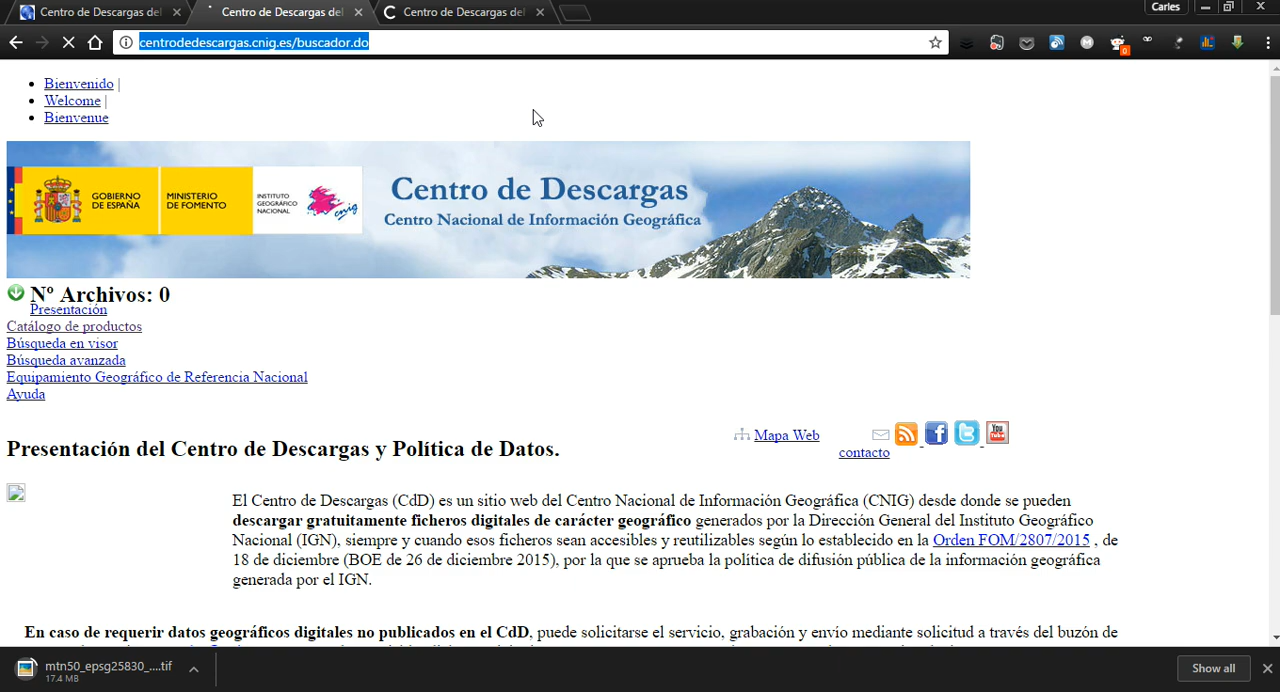 Centro de Descargas del
Centro de Descargas del
Centro de Descargas del
Carles
centrodedescargas.cnig.es/buscador.do
0
Bienvenido |
Welcome |
Bienvenue
GOBIERNO
DE ESPAÑA
MINISTERIO
DE FOMENTO
INSTITUTO
GEOGRÁFICO
NACIONAL
cnig
Centro de Descargas
Centro Nacional de Información Geográfica
Nº Archivos: 0
Presentación
Catálogo de productos
Búsqueda en visor
Búsqueda avanzada
Equipamiento Geográfico de Referencia Nacional
Ayuda
Mapa Web
contacto
You
Tube
Presentación del Centro de Descargas y Política de Datos.
El Centro de Descargas (CdD) es un sitio web del Centro Nacional de Información Geográfica (CNIG) desde donde se pueden
descargar gratuitamente ficheros digitales de carácter geográfico generados por la Dirección General del Instituto Geográfico
Nacional (IGN), siempre y cuando esos ficheros sean accesibles y reutilizables según lo establecido en la Orden FOM/2807/2015 , de
18 de diciembre (BOE de 26 de diciembre 2015), por la que se aprueba la política de difusión pública de la información geográfica
generada por el IGN.
En caso de requerir datos geográficos digitales no publicados en el CdD, puede solicitarse el servicio, grabación y envío mediante solicitud a través del buzón de
mtn50_epsg25830_....tif
17.4 MB
Show all